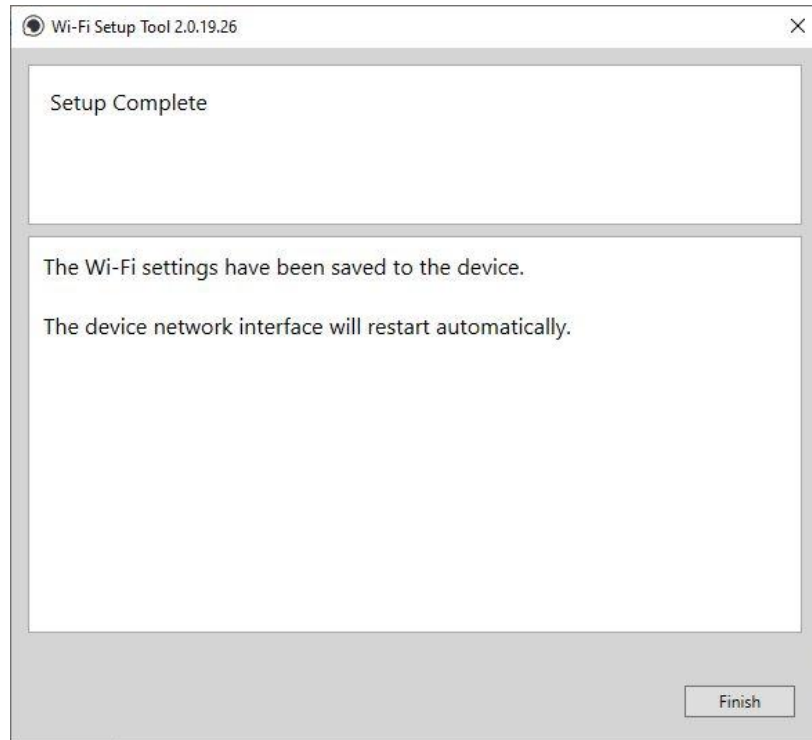 Wi-Fi Setup Tool 2.0.19.26
Setup Complete
The Wi-Fi settings have been saved to the device.
The device network interface will restart automatically.
Finish